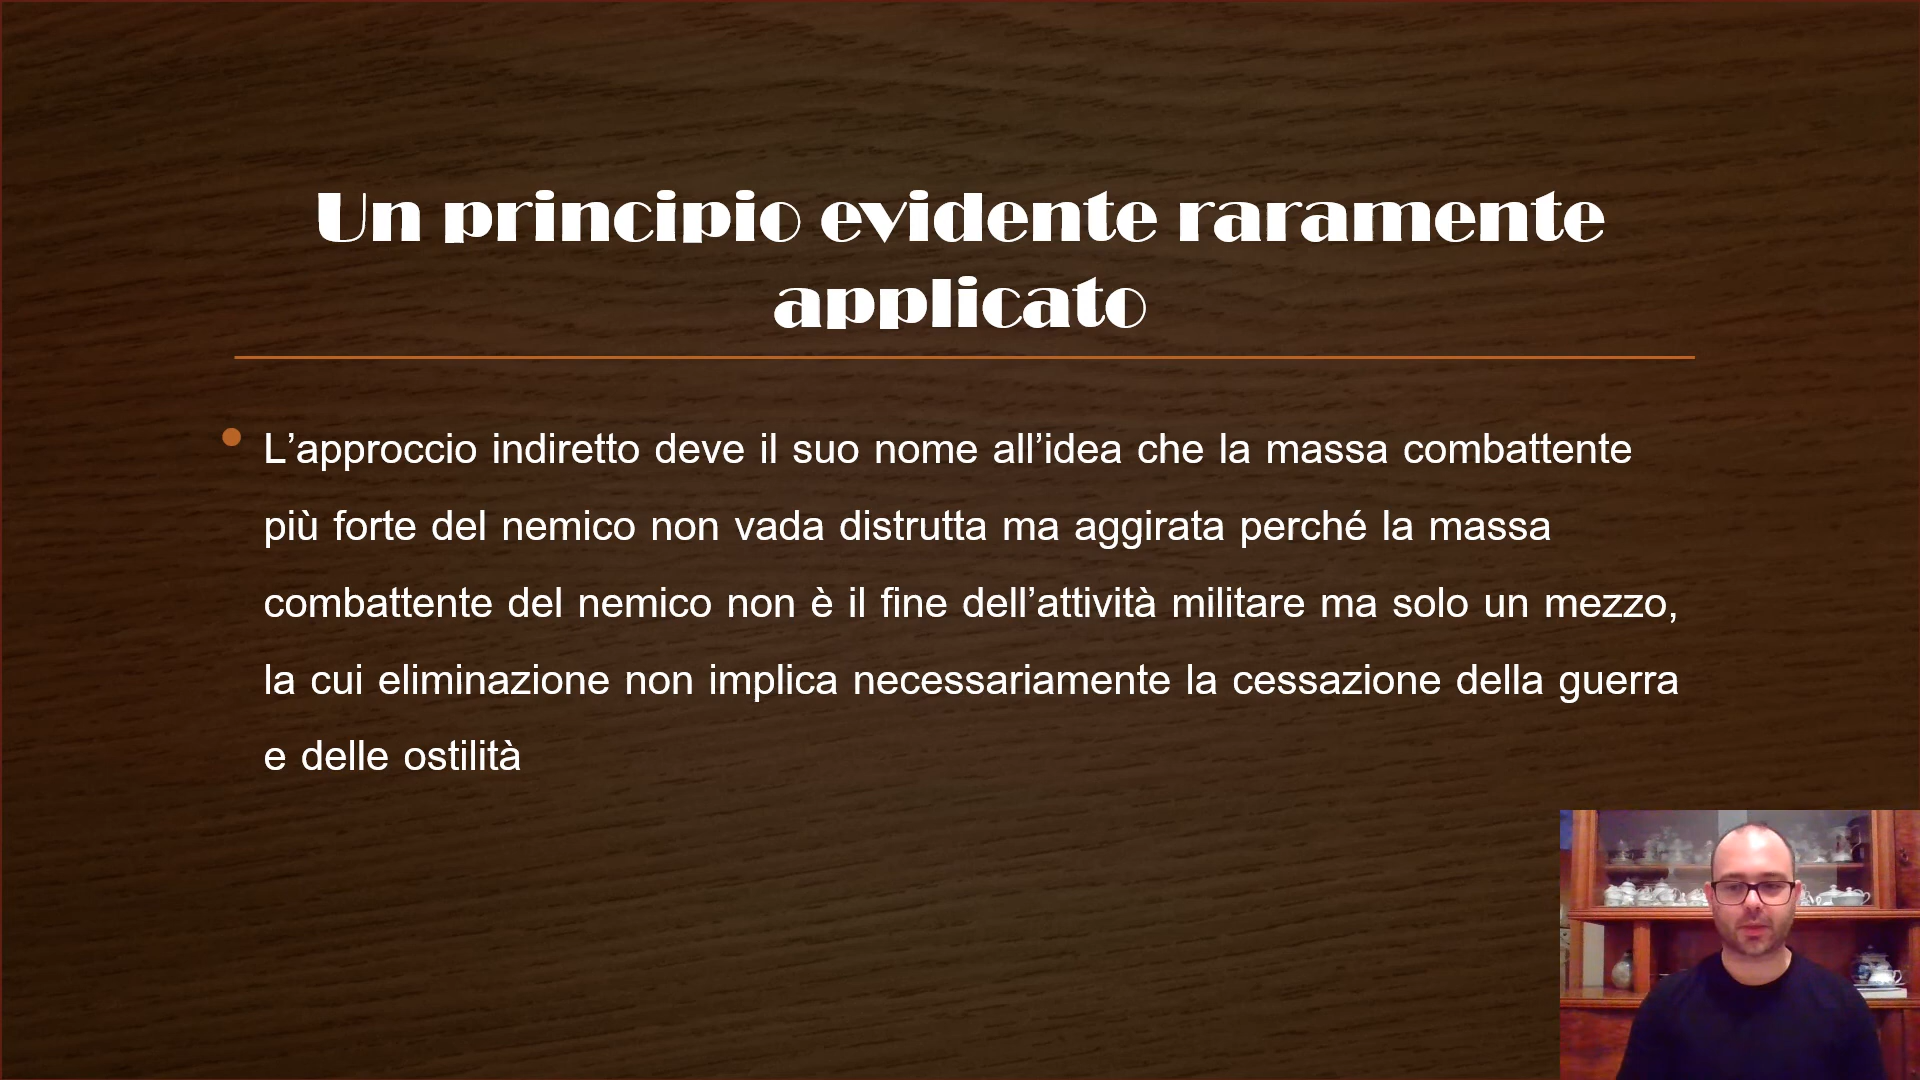 Un principio evidente raramente
applicato
L’approccio indiretto deve il suo nome all’idea che la massa combattente
più forte del nemico non vada distrutta ma aggirata perché la massa
combattente del nemico non è il fine dell’attività militare ma solo un mezzo,
la cui eliminazione non implica necessariamente la cessazione della guerra
e delle ostilità